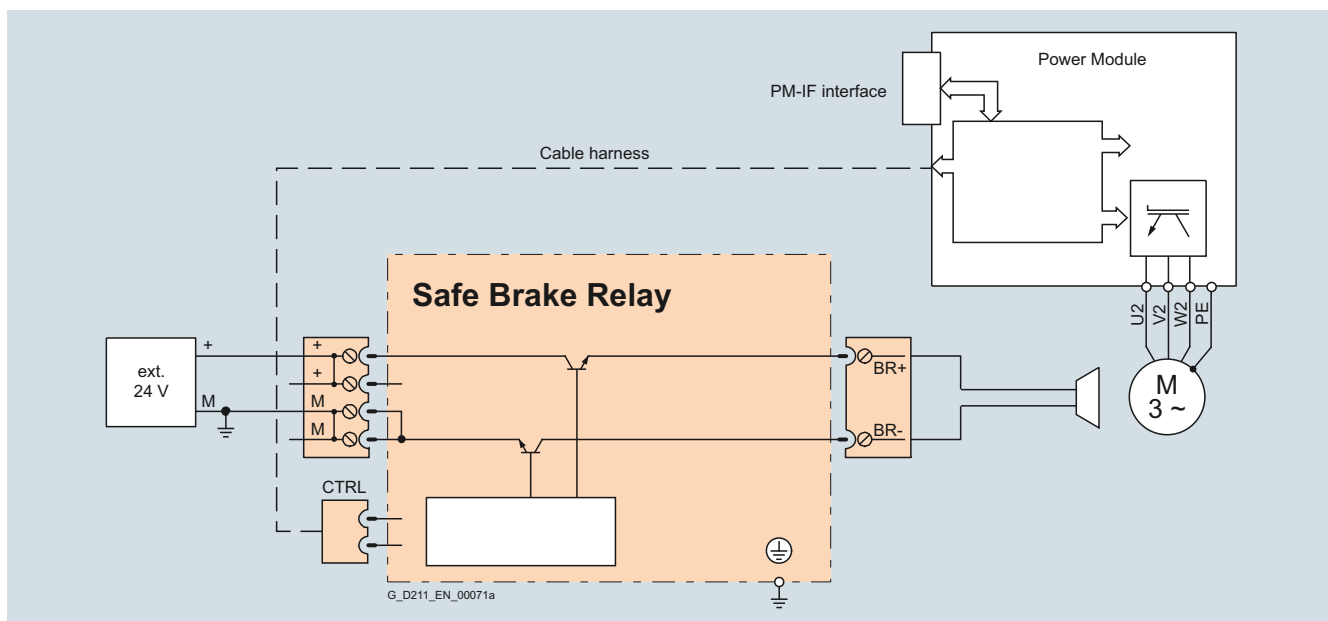 Power Module
PM-IF interface
Cable harness
Safe Brake Relay
U2
V2
W2
PE
ext.
24 V
+
M
+
+
M
M
BR+
BR-
M
3 ~
CTRL
G_D211_EN_00071a